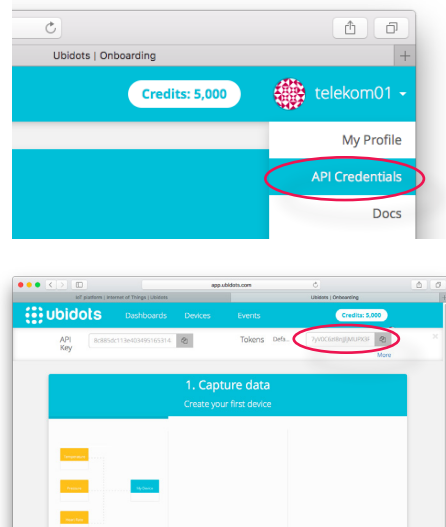 Ubidots | Onboarding
Credits: 5,000
telekom01
My Profile
API Credentials
Docs
app.ubidots.com
IoT platform | Internet of Things | Ubidots
Ubidots | Onboarding
ubidots
Dashboards
Devices
Events
Credits: 5,000
API Key
Tokens
Defa...
More
1. Capture data
Create your first device